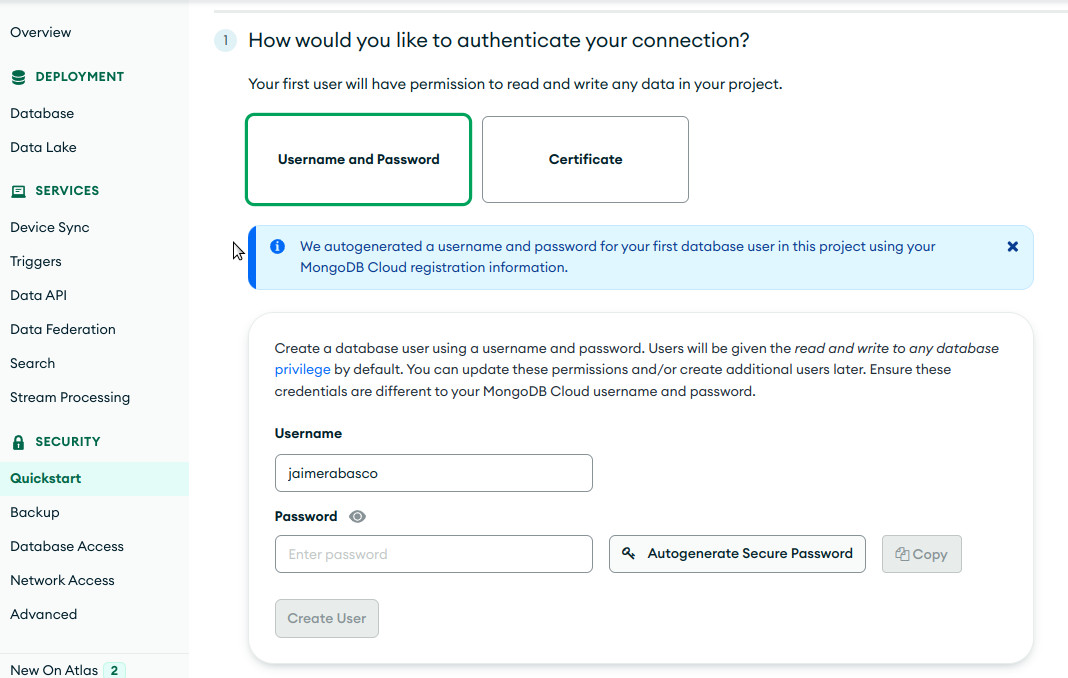 Overview
DEPLOYMENT
Database
Data Lake
SERVICES
Device Sync
Triggers
Data API
Data Federation
Search
Stream Processing
SECURITY
Quickstart
Backup
Database Access
Network Access
Advanced
New On Atlas 2
1 How would you like to authenticate your connection?
Your first user will have permission to read and write any data in your project.
Username and Password
Certificate
We autogenerated a username and password for your first database user in this project using your
MongoDB Cloud registration information.
Create a database user using a username and password. Users will be given the read and write to any database
privilege by default. You can update these permissions and/or create additional users later. Ensure these
credentials are different to your MongoDB Cloud username and password.
Username
jaimerabasco
Password
Enter password
Autogenerate Secure Password
Copy
Create User